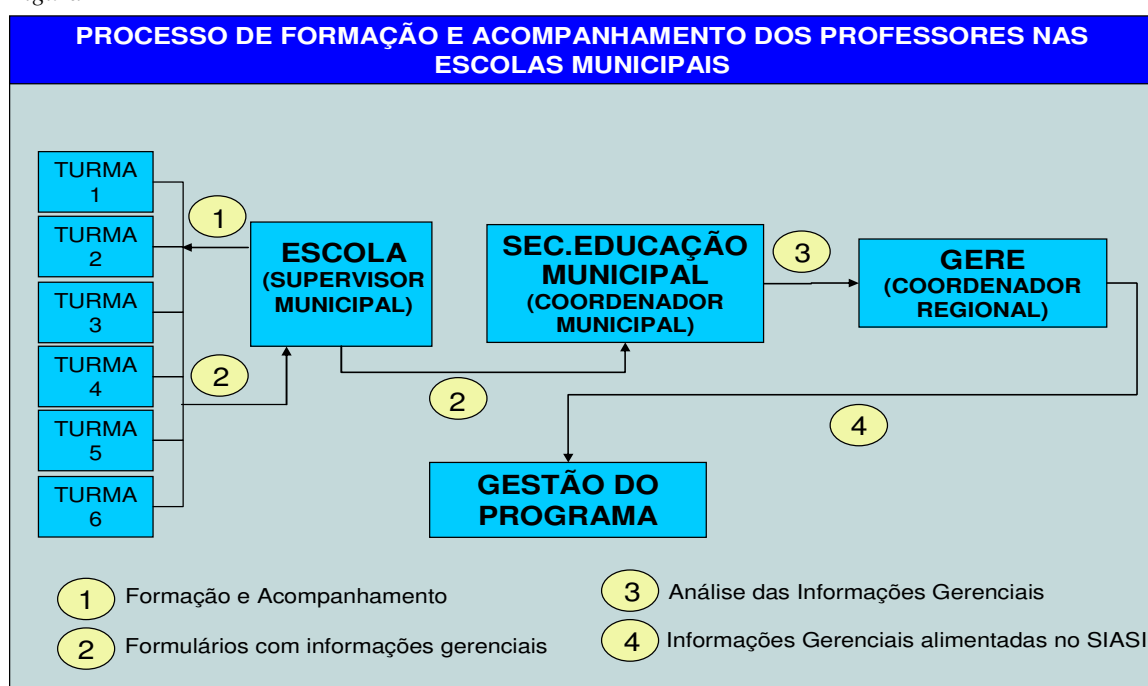 PROCESSO DE FORMAÇÃO E ACOMPANHAMENTO DOS PROFESSORES NAS
ESCOLAS MUNICIPAIS
TURMA
1
TURMA
2
TURMA
3
TURMA
4
TURMA
5
TURMA
6
1
2
ESCOLA
(SUPERVISOR
MUNICIPAL)
2
SEC.EDUCAÇÃO
MUNICIPAL
(COORDENADOR
MUNICIPAL)
3
GERE
(COORDENADOR
REGIONAL)
4
GESTÃO DO
PROGRAMA
1 Formação e Acompanhamento
2 Formulários com informações gerenciais
3 Análise das Informações Gerenciais
4 Informações Gerenciais alimentadas no SIASI